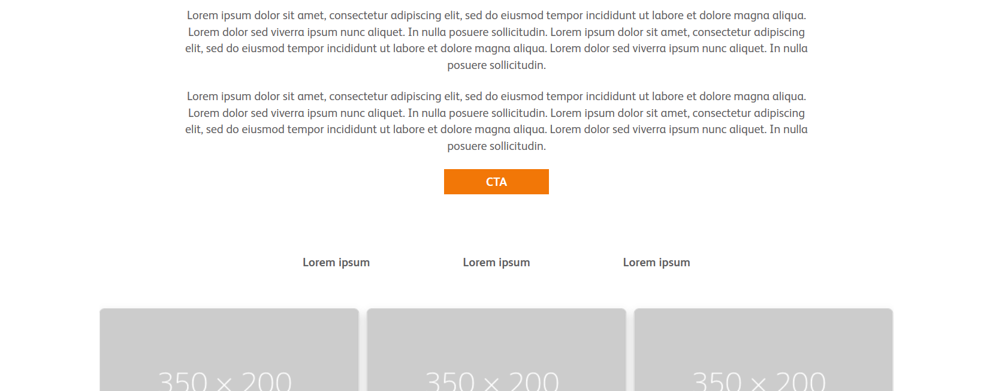 Lorem ipsum dolor sit amet, consectetur adipiscing elit, sed do eiusmod tempor incididunt ut labore et dolore magna aliqua.
Lorem dolor sed viverra ipsum nunc aliquet. In nulla posuere sollicitudin. Lorem ipsum dolor sit amet, consectetur adipiscing
elit, sed do eiusmod tempor incididunt ut labore et dolore magna aliqua. Lorem dolor sed viverra ipsum nunc aliquet. In nulla
posuere sollicitudin.
Lorem ipsum dolor sit amet, consectetur adipiscing elit, sed do eiusmod tempor incididunt ut labore et dolore magna aliqua.
Lorem dolor sed viverra ipsum nunc aliquet. In nulla posuere sollicitudin. Lorem ipsum dolor sit amet, consectetur adipiscing
elit, sed do eiusmod tempor incididunt ut labore et dolore magna aliqua. Lorem dolor sed viverra ipsum nunc aliquet. In nulla
posuere sollicitudin.
CTA
Lorem ipsum Lorem ipsum Lorem ipsum
350 × 200 350 × 200 350 × 200